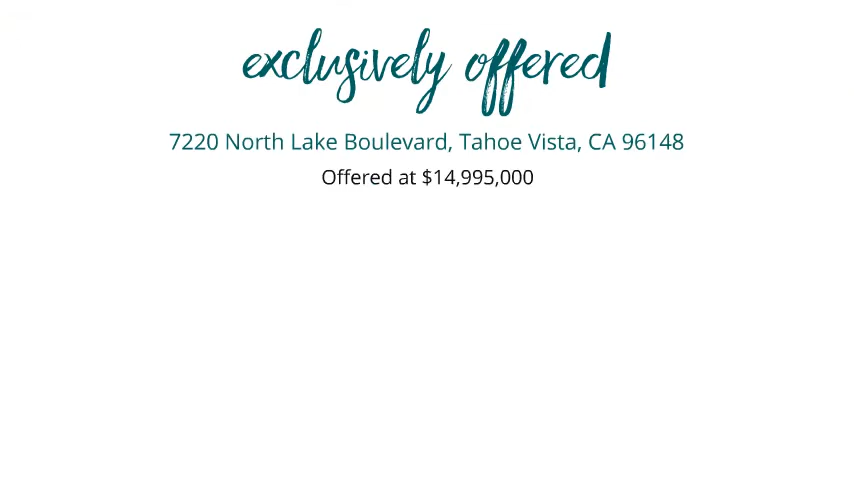 exclusively offered
7220 North Lake Boulevard, Tahoe Vista, CA 96148
Offered at $14,995,000